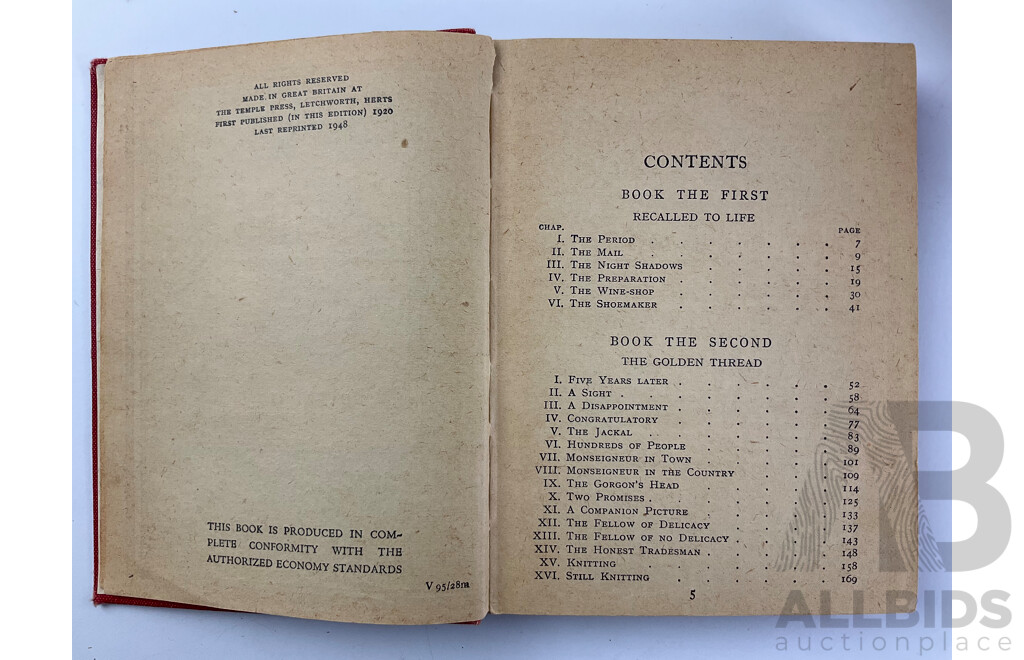 ALL RIGHTS RESERVED
MADE IN GREAT BRITAIN AT
THE TEMPLE PRESS, LETCHWORTH, HERTS
FIRST PUBLISHED (IN THIS EDITION) 1920
LAST REPRINTED 1948
THIS BOOK IS PRODUCED IN COM-
PLETE CONFORMITY WITH THE
AUTHORIZED ECONOMY STANDARDS
V 95/28m
CONTENTS
BOOK THE FIRST
RECALLED TO LIFE
CHAP. PAGE
I. THE PERIOD . . . . . . . 7
II. THE MAIL . . . . . . . 9
III. THE NIGHT SHADOWS . . . . . 15
IV. THE PREPARATION . . . . . . 19
V. THE WINE-SHOP . . . . . . 30
VI. THE SHOEMAKER . . . . . . 41
BOOK THE SECOND
THE GOLDEN THREAD
I. FIVE YEARS LATER . . . . . . 52
II. A SIGHT . . . . . . . . 58
III. A DISAPPOINTMENT . . . . . . 64
IV. CONGRATULATORY . . . . . . 77
V. THE JACKAL . . . . . . . 83
VI. HUNDREDS OF PEOPLE . . . . . 89
VII. MONSEIGNEUR IN TOWN . . . . . 101
VIII. MONSEIGNEUR IN THE COUNTRY . . . . 109
IX. THE GORGON'S HEAD . . . . . 114
X. TWO PROMISES . . . . . . . 125
XI. A COMPANION PICTURE . . . . . 133
XII. THE FELLOW OF DELICACY . . . . 137
XIII. THE FELLOW OF NO DELICACY . . . . 143
XIV. THE HONEST TRADESMAN . . . . . 148
XV. KNITTING . . . . . . . 158
XVI. STILL KNITTING . . . . . . 169
5
AB
ALLBIDS
auctionplace